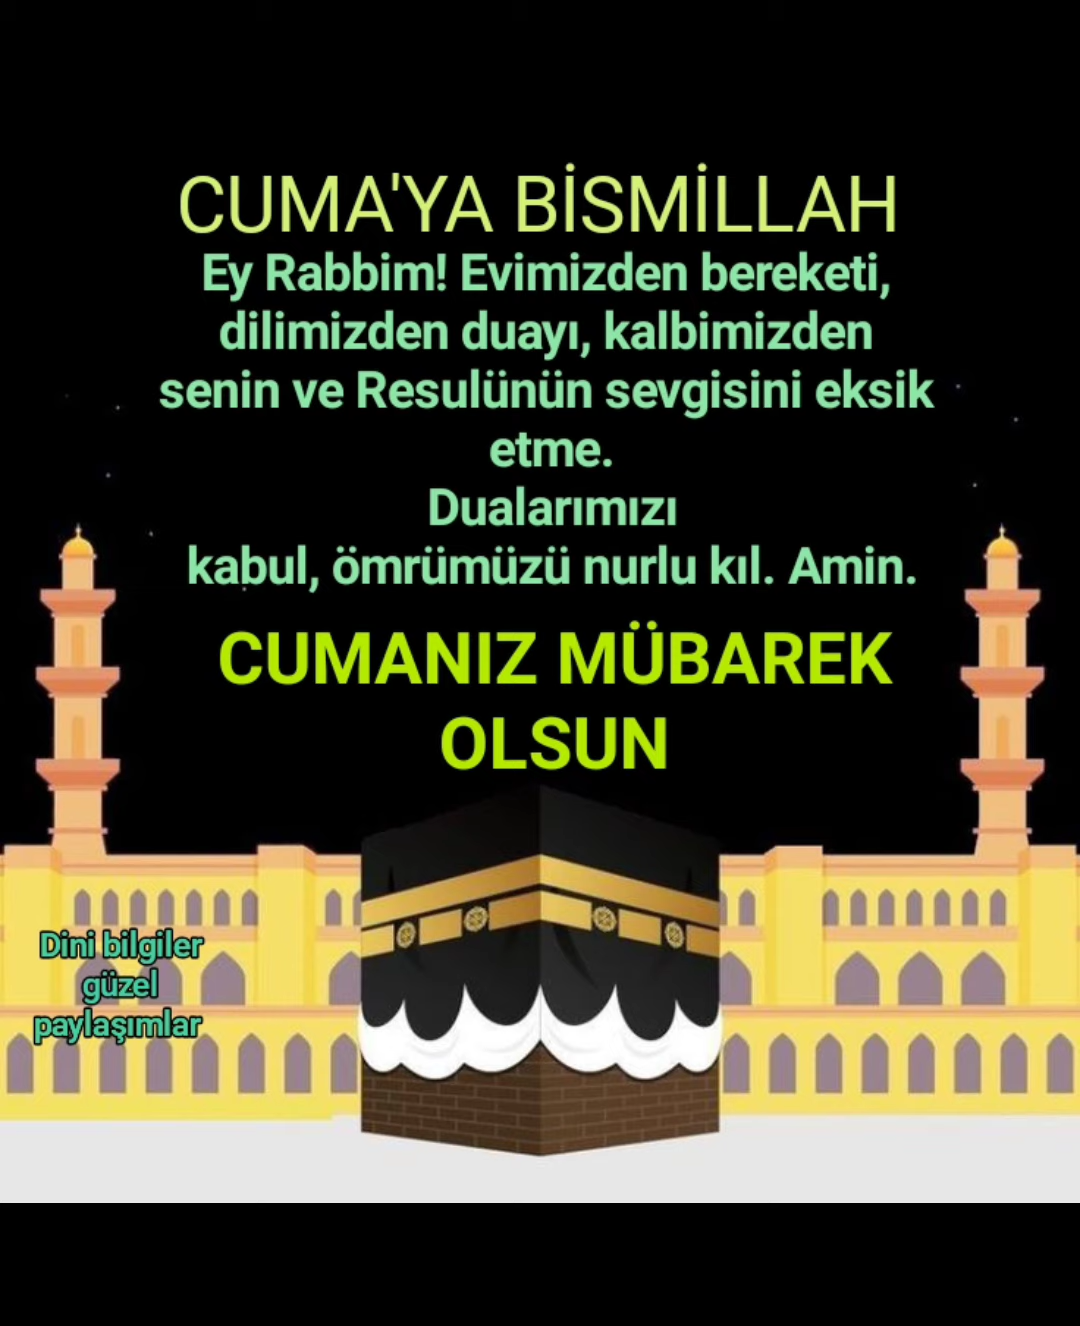 CUMA'YA BİSMİLLAH
Ey Rabbim! Evimizden bereketi,
dilimizden duayı, kalbimizden
senin ve Resulünün sevgisini eksik
etme.
Dualarımızı
kabul, ömrümüzü nurlu kıl. Amin.
CUMANIZ MÜBAREK
OLSUN
Dini bilgiler
güzel
paylaşımlar